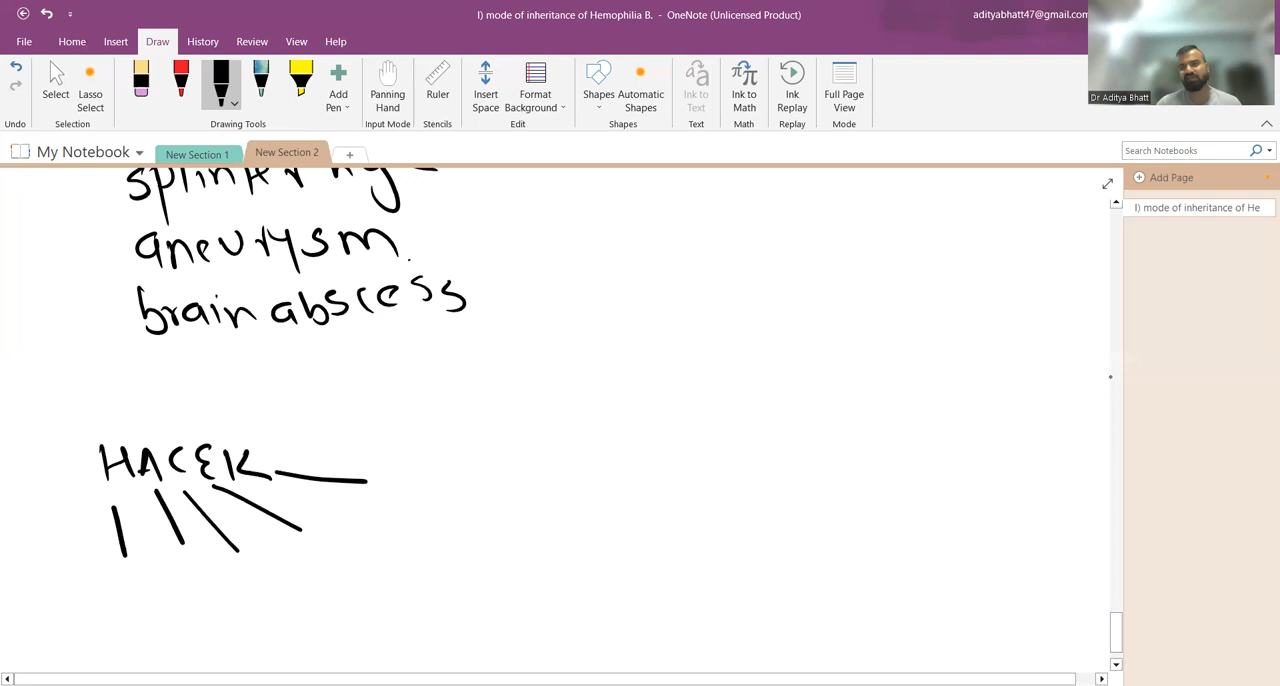 I) mode of inheritance of Hemophilia B. - OneNote (Unlicensed Product)
adityabhatt47@gmail.com
File Home Insert Draw History Review View Help
Undo
Select
Lasso Select
Selection
Drawing Tools
Add Pen
Panning Hand
Input Mode
Ruler
Stencils
Insert Space
Format Background
Edit
Shapes
Automatic Shapes
Shapes
Ink to Text
Text
Ink to Math
Math
Ink Replay
Replay
Full Page View
Mode
Dr Aditya Bhatt
My Notebook
New Section 1
New Section 2
Search Notebooks
Add Page
I) mode of inheritance of He
splinter hge
aneurysm.
brain abscess
HACEK